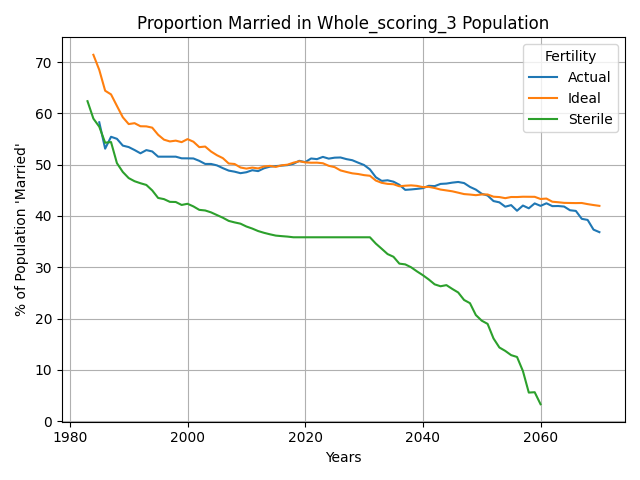 Proportion Married in Whole_scoring_3 Population
Fertility
Actual
Ideal
Sterile
% of Population 'Married'
70
60
50
40
30
20
10
0
1980
2000
2020
2040
2060
Years